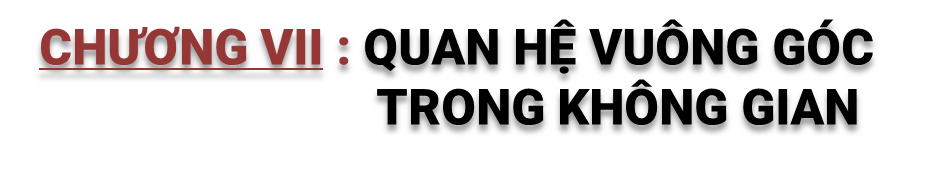 CHƯƠNG VII : QUAN HỆ VUÔNG GÓC
TRONG KHÔNG GIAN